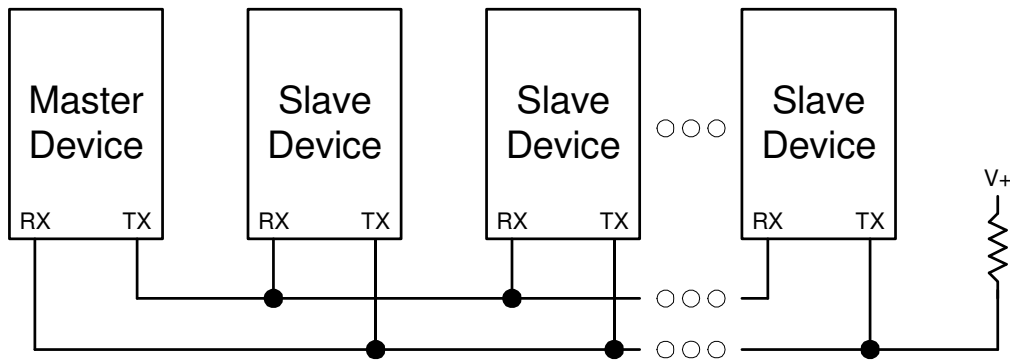 Master
Device
Slave
Device
Slave
Device
Slave
Device
RX TX
RX TX
RX TX
RX TX
V+